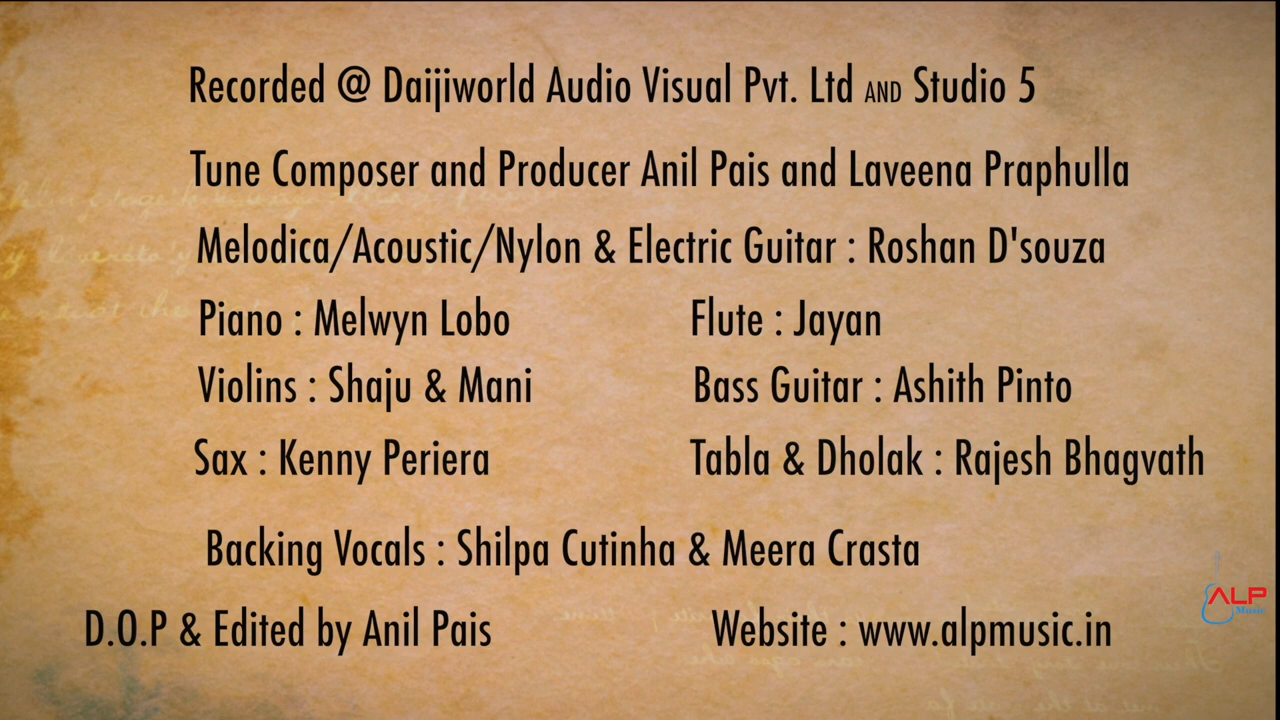 Recorded @ Daijiworld Audio Visual Pvt. Ltd AND Studio 5
Tune Composer and Producer Anil Pais and Laveena Praphulla
Melodica/Acoustic/Nylon & Electric Guitar : Roshan D'souza
Piano : Melwyn Lobo
Flute : Jayan
Violins : Shaju & Mani
Bass Guitar : Ashith Pinto
Sax : Kenny Periera
Tabla & Dholak : Rajesh Bhagvath
Backing Vocals : Shilpa Cutinha & Meera Crasta
D.O.P & Edited by Anil Pais
Website : www.alpmusic.in
ALP
Music